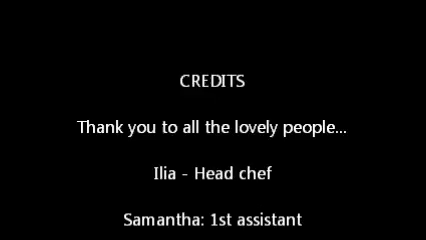 CREDITS
Thank you to all the lovely people...
Ilia - Head chef
Samantha: 1st assistant